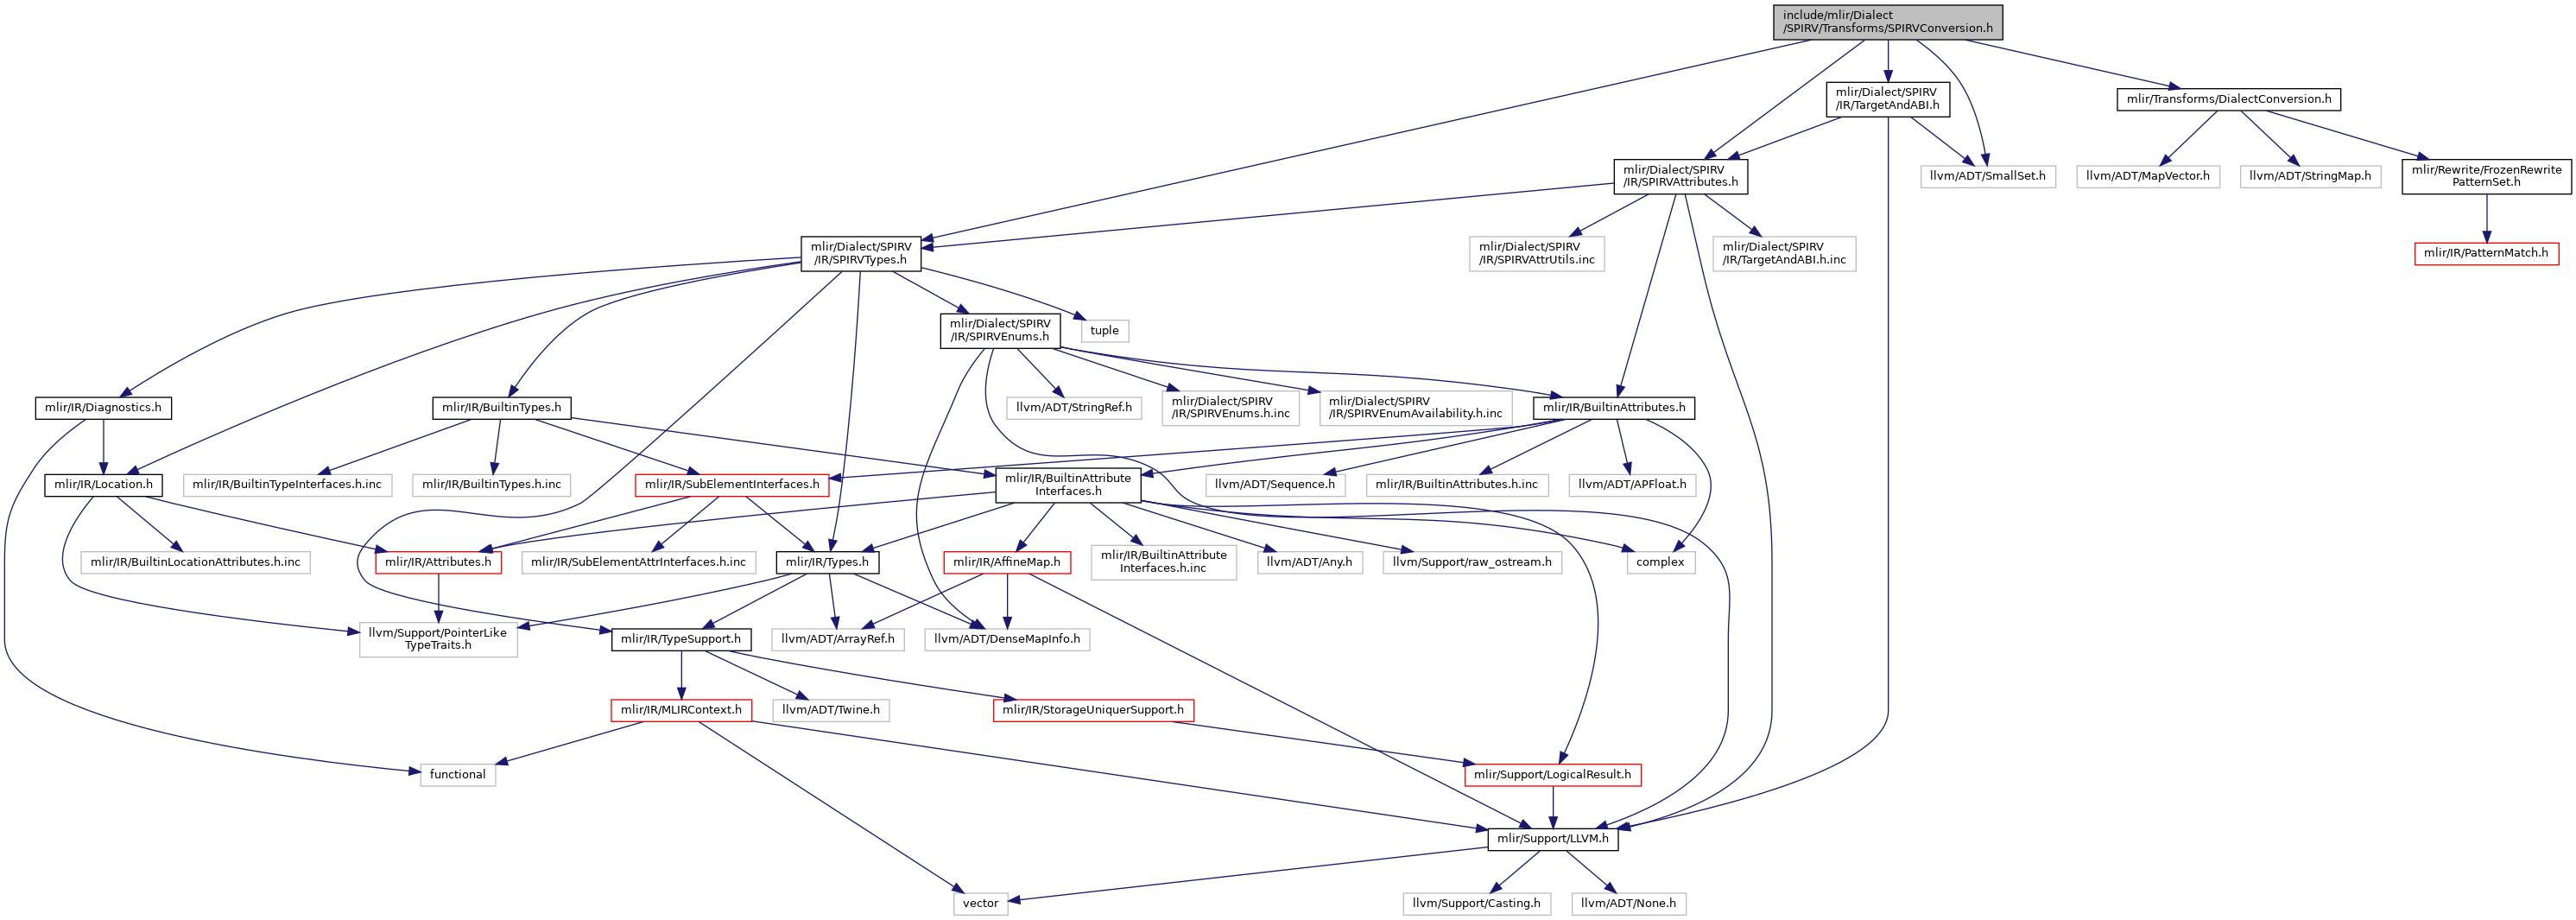 include/mlir/Dialect
/SPIRV/Transforms/SPIRVConversion.h
mlir/Dialect/SPIRV
/IR/TargetAndABI.h
mlir/Transforms/DialectConversion.h
mlir/Dialect/SPIRV
/IR/SPIRVAttributes.h
llvm/ADT/SmallSet.h
llvm/ADT/MapVector.h
llvm/ADT/StringMap.h
mlir/Rewrite/FrozenRewrite
PatternSet.h
mlir/Dialect/SPIRV
/IR/SPIRVTypes.h
mlir/Dialect/SPIRV
/IR/SPIRVAttrUtils.inc
mlir/Dialect/SPIRV
/IR/TargetAndABI.h.inc
mlir/IR/PatternMatch.h
mlir/Dialect/SPIRV
/IR/SPIRVEnums.h
tuple
mlir/IR/Diagnostics.h
mlir/IR/BuiltinTypes.h
llvm/ADT/StringRef.h
mlir/Dialect/SPIRV
/IR/SPIRVEnums.h.inc
mlir/Dialect/SPIRV
/IR/SPIRVEnumAvailability.h.inc
mlir/IR/BuiltinAttributes.h
mlir/IR/Location.h
mlir/IR/BuiltinTypeInterfaces.h.inc
mlir/IR/BuiltinTypes.h.inc
mlir/IR/SubElementInterfaces.h
mlir/IR/BuiltinAttribute
Interfaces.h
llvm/ADT/Sequence.h
mlir/IR/BuiltinAttributes.h.inc
llvm/ADT/APFloat.h
mlir/IR/BuiltinLocationAttributes.h.inc
mlir/IR/Attributes.h
mlir/IR/SubElementAttrInterfaces.h.inc
mlir/IR/Types.h
mlir/IR/AffineMap.h
mlir/IR/BuiltinAttribute
Interfaces.h.inc
llvm/ADT/Any.h
llvm/Support/raw_ostream.h
complex
llvm/Support/PointerLike
TypeTraits.h
mlir/IR/TypeSupport.h
llvm/ADT/ArrayRef.h
llvm/ADT/DenseMapInfo.h
mlir/IR/MLIRContext.h
llvm/ADT/Twine.h
mlir/IR/StorageUniquerSupport.h
functional
mlir/Support/LogicalResult.h
mlir/Support/LLVM.h
vector
llvm/Support/Casting.h
llvm/ADT/None.h